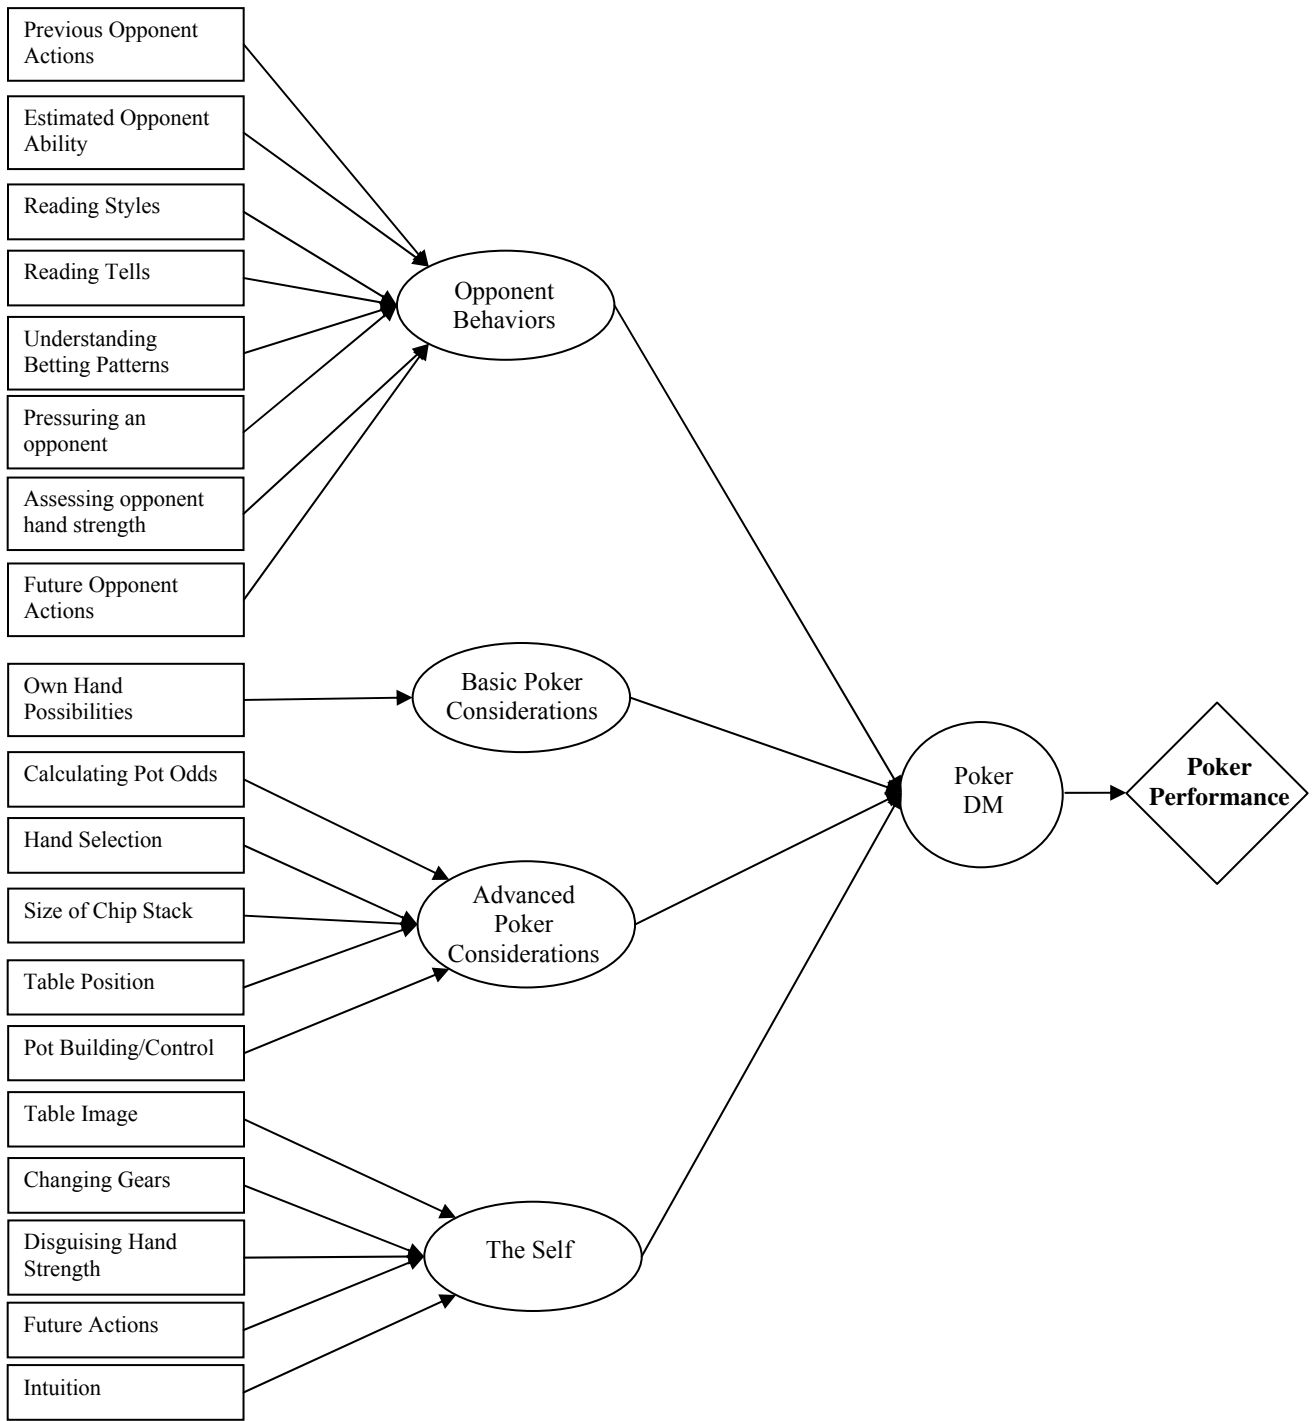 Previous Opponent
Actions
Estimated Opponent
Ability
Reading Styles
Reading Tells
Understanding
Betting Patterns
Pressuring an
opponent
Assessing opponent
hand strength
Future Opponent
Actions
Own Hand
Possibilities
Calculating Pot Odds
Hand Selection
Size of Chip Stack
Table Position
Pot Building/Control
Table Image
Changing Gears
Disguising Hand
Strength
Future Actions
Intuition
Opponent
Behaviors
Basic Poker
Considerations
Advanced
Poker
Considerations
The Self
Poker
DM
Poker
Performance